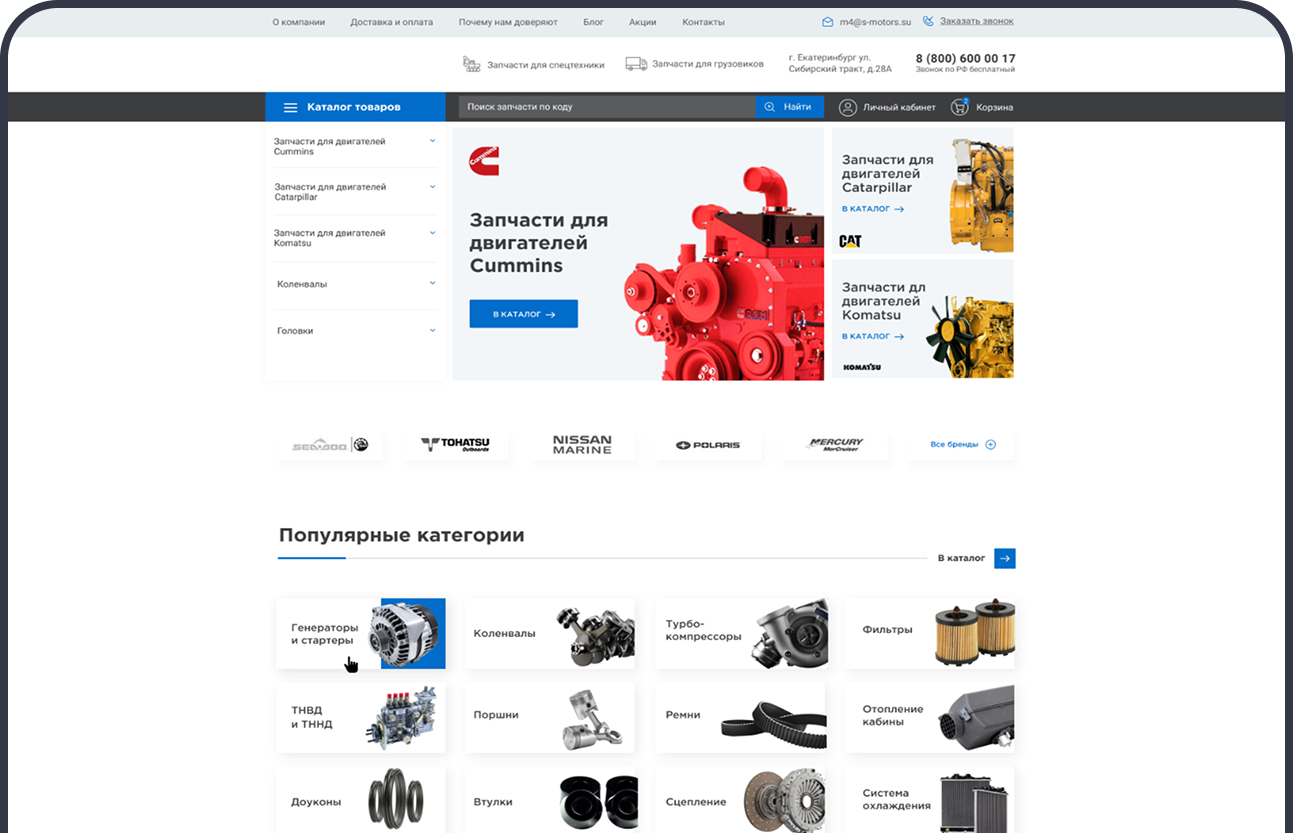 О компании
Доставка и оплата
Почему нам доверяют
Блог
Акции
Контакты
m4@s-motors.su
Заказать звонок
Запчасти для спецтехники
Запчасти для грузовиков
г. Екатеринбург ул.
Сибирский тракт, д.28А
8 (800) 600 00 17
Звонок по РФ бесплатный
Каталог товаров
Поиск запчасти по коду
Найти
Личный кабинет
Корзина
Запчасти для двигателей
Cummins
Запчасти для двигателей
Catarpillar
Запчасти для двигателей
Komatsu
Коленвалы
Головки
Cummins
Запчасти для
двигателей
Cummins
В КАТАЛОГ
Запчасти для
двигателей
Catarpillar
В КАТАЛОГ
CAT
Запчасти дл
двигателей
Komatsu
В КАТАЛОГ
KOMATSU
SEADOO
TOHATSU
Outboards
NISSAN
MARINE
POLARIS
MERCURY
MerCruiser
Все бренды
Популярные категории
В каталог
Генераторы
и стартеры
Коленвалы
Турбо-
компрессоры
Фильтры
ТНВД
и ТННД
Поршни
Ремни
Отопление
кабины
Доуконы
Втулки
Сцепление
Система
охлаждения